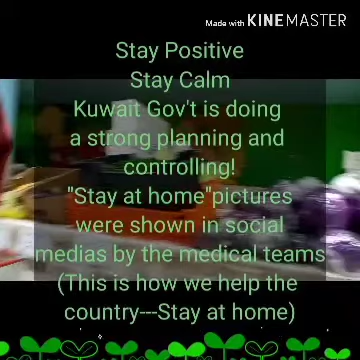 Made with KINEMASTER
Stay Positive
Stay Calm
Kuwait Gov't is doing
a strong planning and
controlling!
"Stay at home"pictures
were shown in social
medias by the medical teams
(This is how we help the
country---Stay at home)